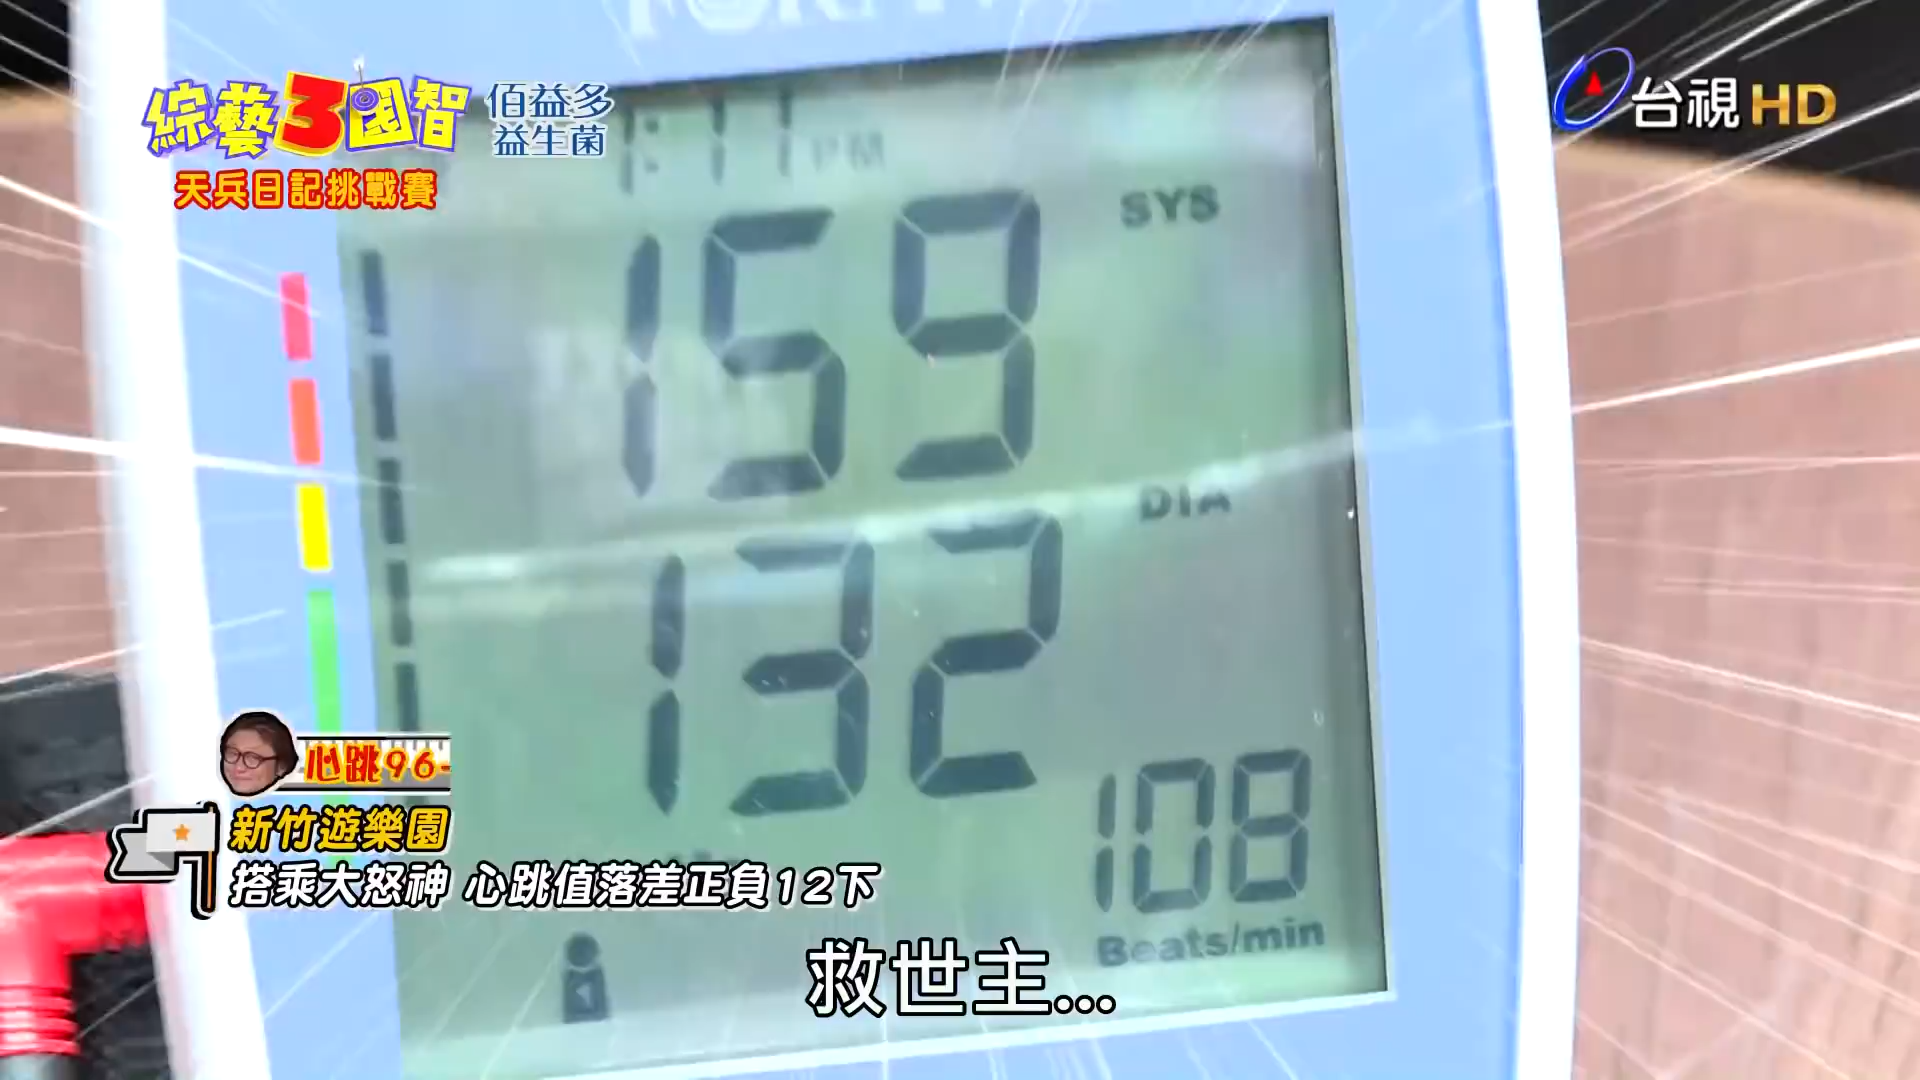 綜藝3國智
佰益多
益生菌
天兵日記挑戰賽
台視HD
PM
159
SYS
132
DIA
108
Beats/min
心跳96-
新竹遊樂園
搭乘大怒神 心跳值落差正負12下
救世主...